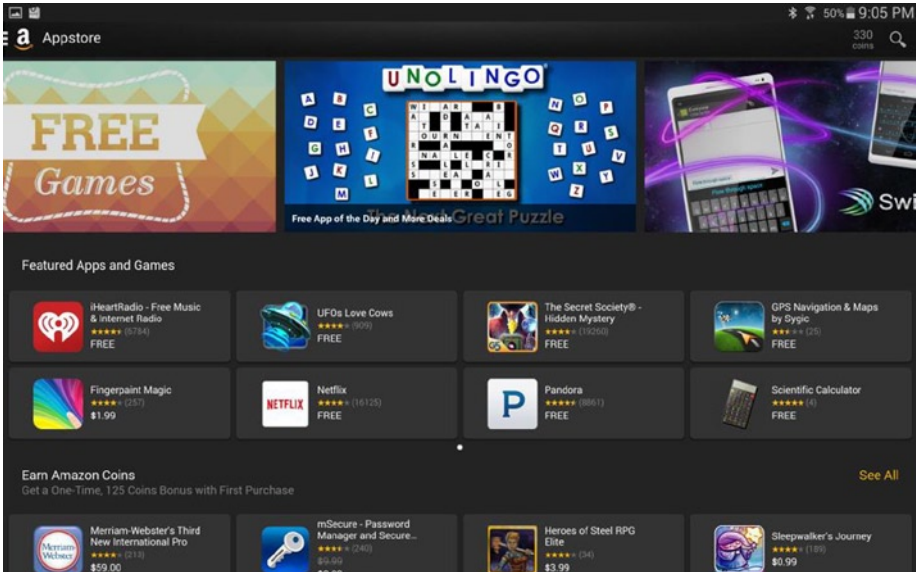 50% 9:05 PM
a Appstore
330
coins
FREE
Games
UNOLINGO
A B C
D E F
G H I
J K L
M
N O P
Q R S
T U V
W X Y
Z
Free App of the Day and More Deals
Great Puzzle
Swi
Featured Apps and Games
iHeartRadio - Free Music
& Internet Radio
(6784)
FREE
UFOs Love Cows
(909)
FREE
The Secret Society® -
Hidden Mystery
(19260)
FREE
G5
GPS Navigation & Maps
by Sygic
(25)
FREE
Fingerpaint Magic
(257)
$1.99
NETFLIX
Netflix
(16125)
FREE
P
Pandora
(8861)
FREE
Scientific Calculator
(4)
FREE
Earn Amazon Coins
See All
Get a One-Time, 125 Coins Bonus with First Purchase
Merriam-
Webster
Merriam-Webster's Third
New International Pro
(213)
$59.00
mSecure - Password
Manager and Secure...
(240)
$9.99
Heroes of Steel RPG
Elite
(34)
$3.99
Sleepwalker's Journey
(189)
$0.99